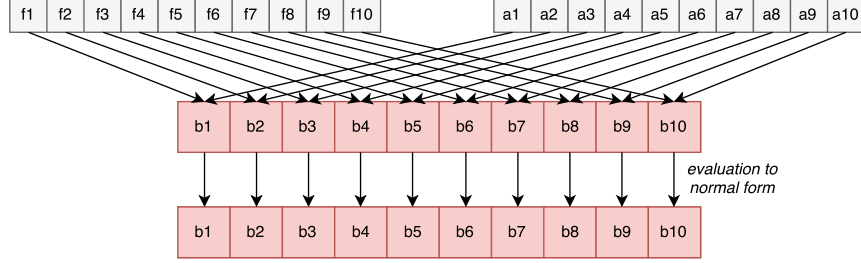 f1 f2 f3 f4 f5 f6 f7 f8 f9 f10 a1 a2 a3 a4 a5 a6 a7 a8 a9 a10
b1 b2 b3 b4 b5 b6 b7 b8 b9 b10
evaluation to
normal form
b1 b2 b3 b4 b5 b6 b7 b8 b9 b10